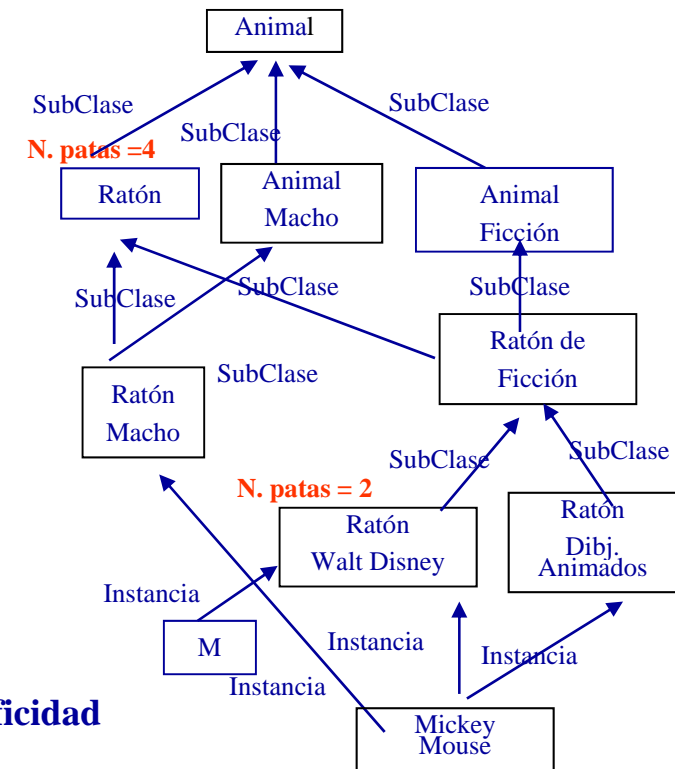 Animal
SubClase
SubClase
SubClase
N. patas =4
Ratón
Animal
Macho
Animal
Ficción
SubClase
SubClase
SubClase
Ratón de
Ficción
SubClase
Ratón
Macho
SubClase
SubClase
N. patas = 2
Ratón
Walt Disney
Ratón
Dibj.
Animados
Instancia
M
Instancia
Instancia
Instancia
ficidad
Mickey
Mouse